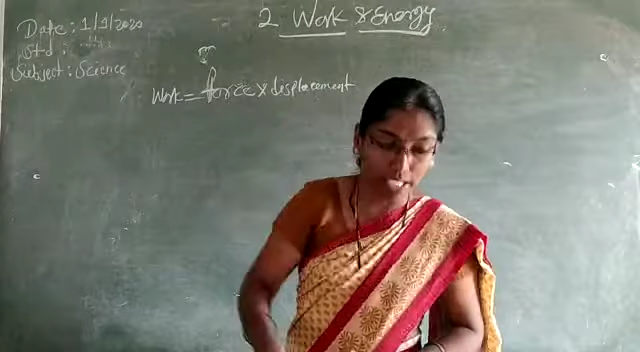 2 Work & Energy
Date: 1/9/2020
Std:
Subject: Science
Work = force x displacement